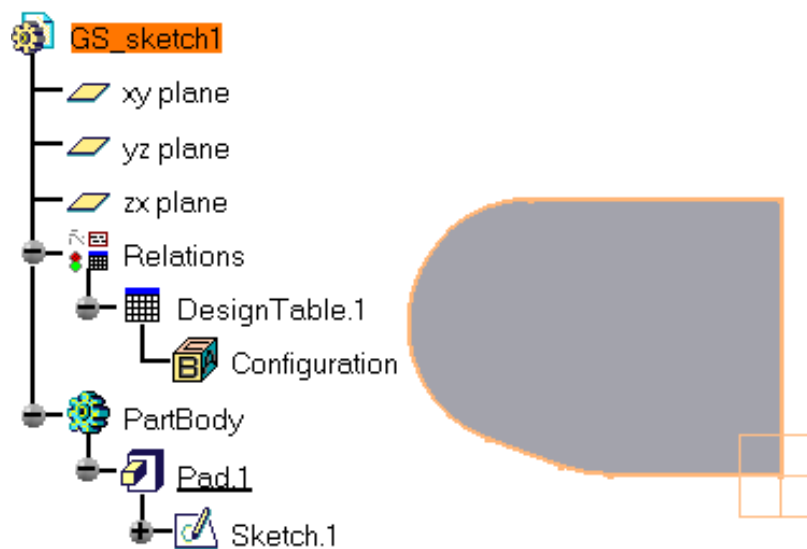 GS_sketch1
xy plane
yz plane
zx plane
Relations
DesignTable.1
Configuration
PartBody
Pad.1
Sketch.1